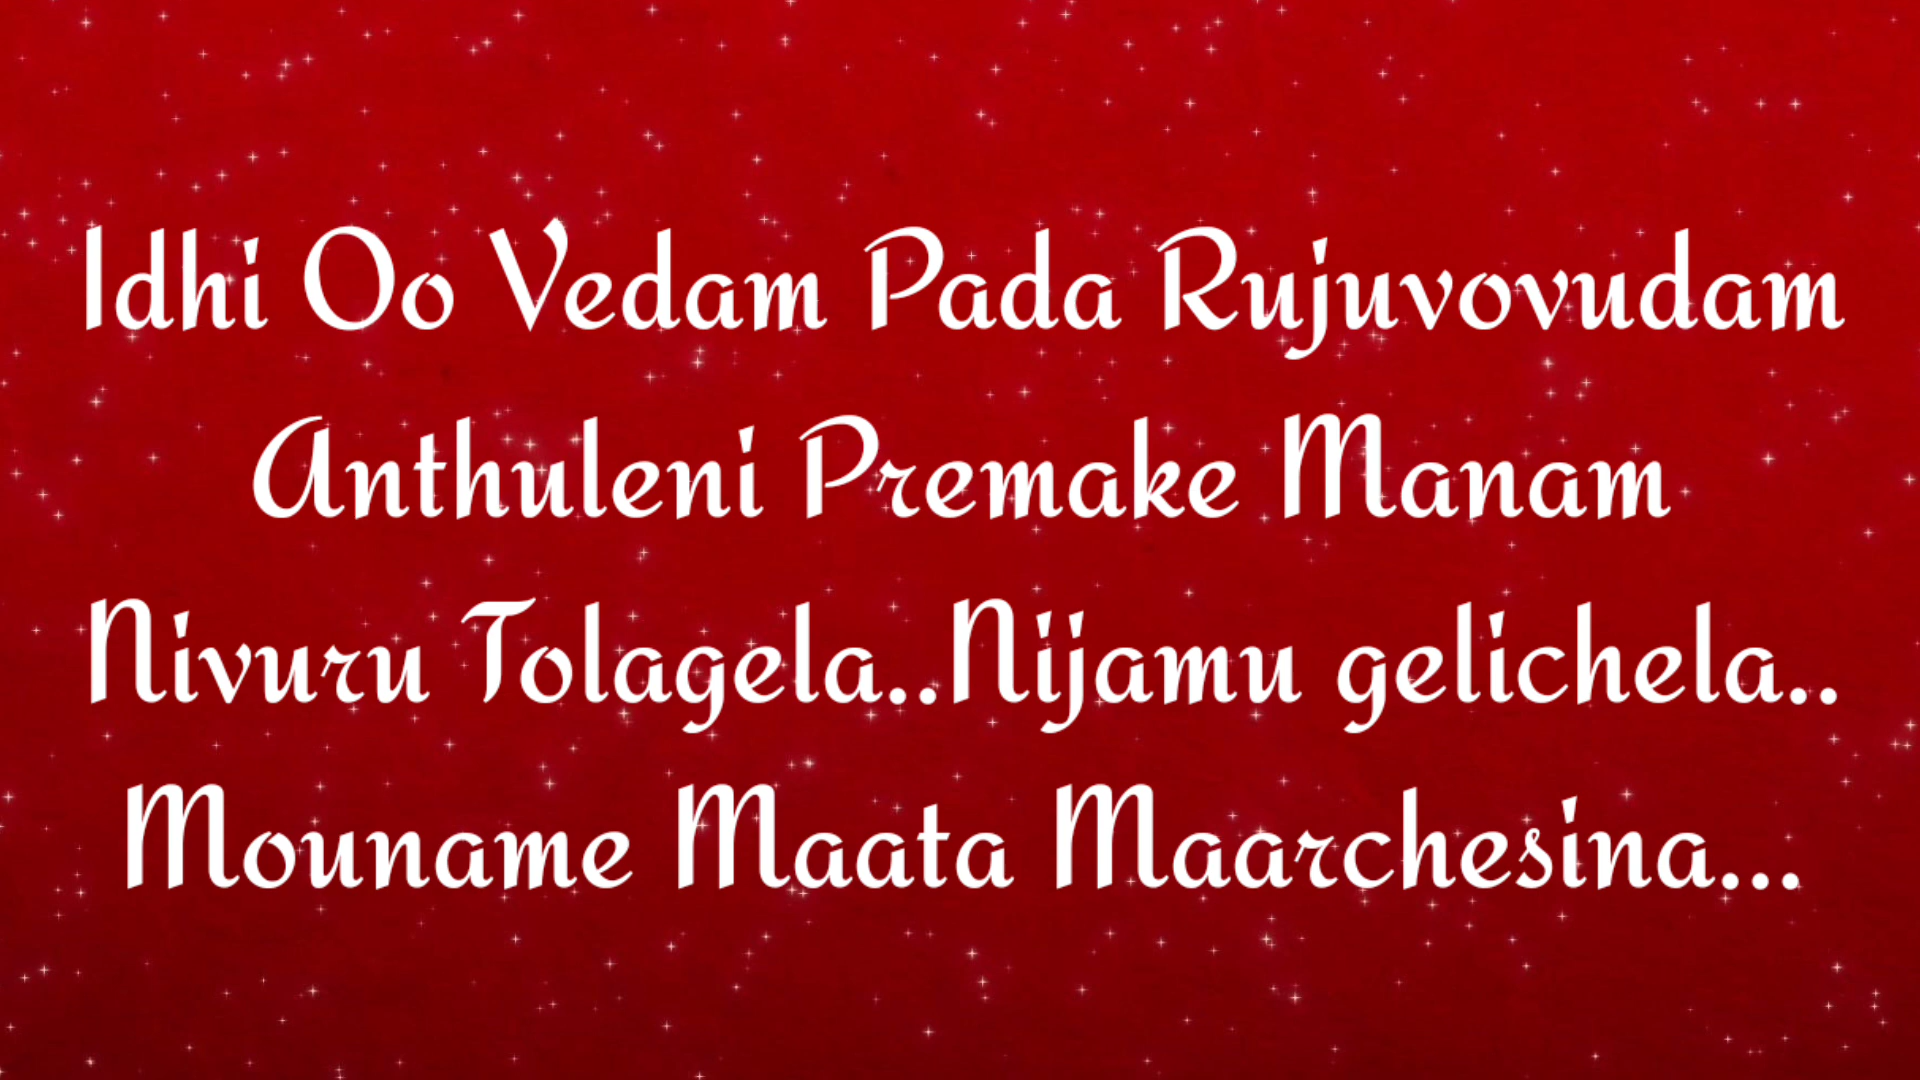 Idhi Oo Vedam Pada Rujuvovudam
Anthuleni Premake Manam
Nivuru Tolagela..Nijamu gelichela..
Mouname Maata Maarchesina...